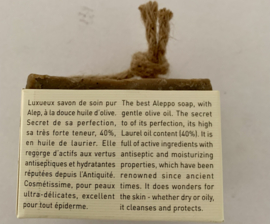 Luxueux savon de soin pur
Alep, à la douce huile d'olive.
Secret de sa perfection,
sa très forte teneur, 40%,
en huile de laurier. Elle
regorge d'actifs aux vertus
antiseptiques et hydratantes
réputées depuis l'Antiquité.
Cosmétissime, pour peaux
ultra-délicates, excellent
pour tout épiderme.
The best Aleppo soap, with
gentle olive oil. The secret
to of its perfection, its high
Laurel oil content (40%). It is
full of active ingredients with
antiseptic and moisturizing
properties, which have been
renowned since ancient
times. It does wonders for
the skin - whether dry or oily,
it cleanses and protects.